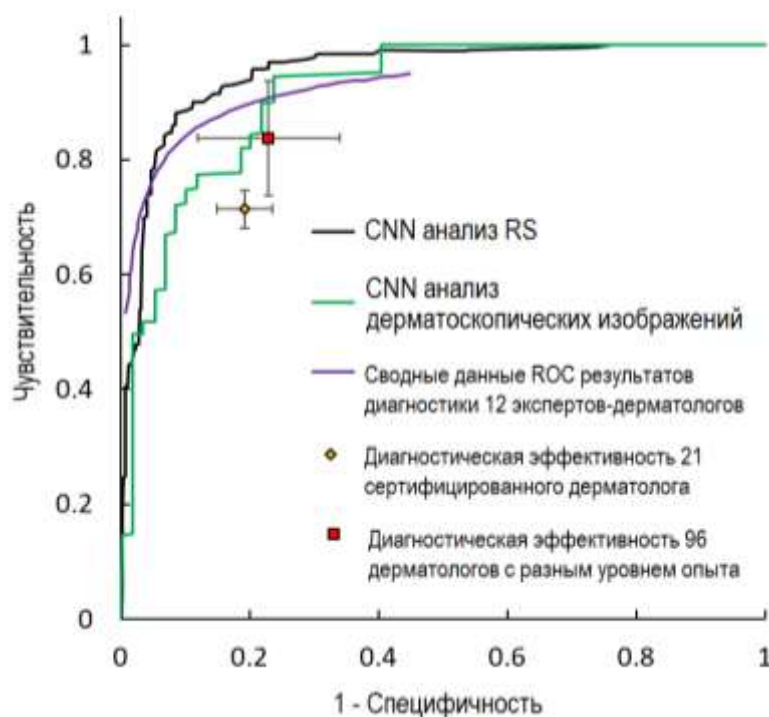 1
0.8
0.6
0.4
0.2
0
Чувствительность
CNN анализ RS
CNN анализ
дерматоскопических изображений
Сводные данные ROC результатов
диагностики 12 экспертов-дерматологов
Диагностическая эффективность 21
сертифицированного дерматолога
Диагностическая эффективность 96
дерматологов с разным уровнем опыта
0 0.2 0.4 0.6 0.8 1
1 - Специфичность